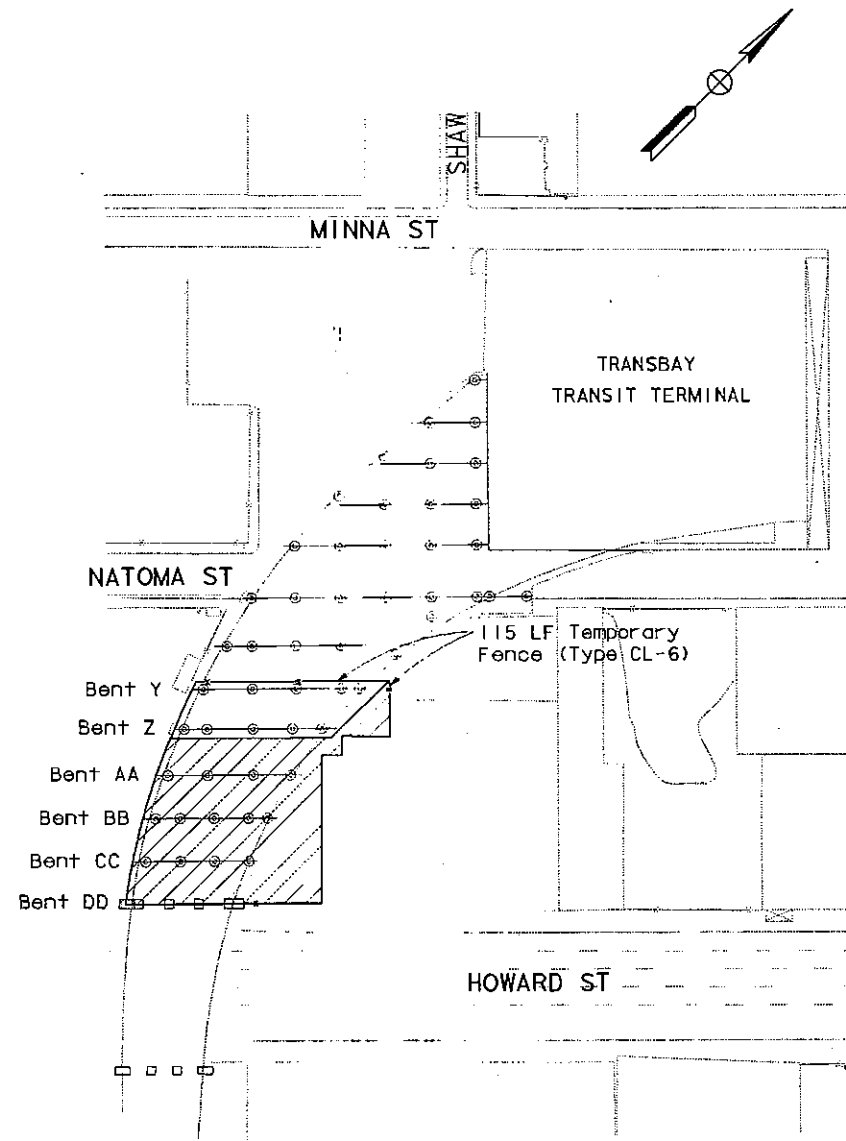 SHAW
MINNA ST
TRANSBAY
TRANSIT TERMINAL
NATOMA ST
115 LF Temporary
Fence (Type CL-6)
Bent Y
Bent Z
Bent AA
Bent BB
Bent CC
Bent DD
HOWARD ST